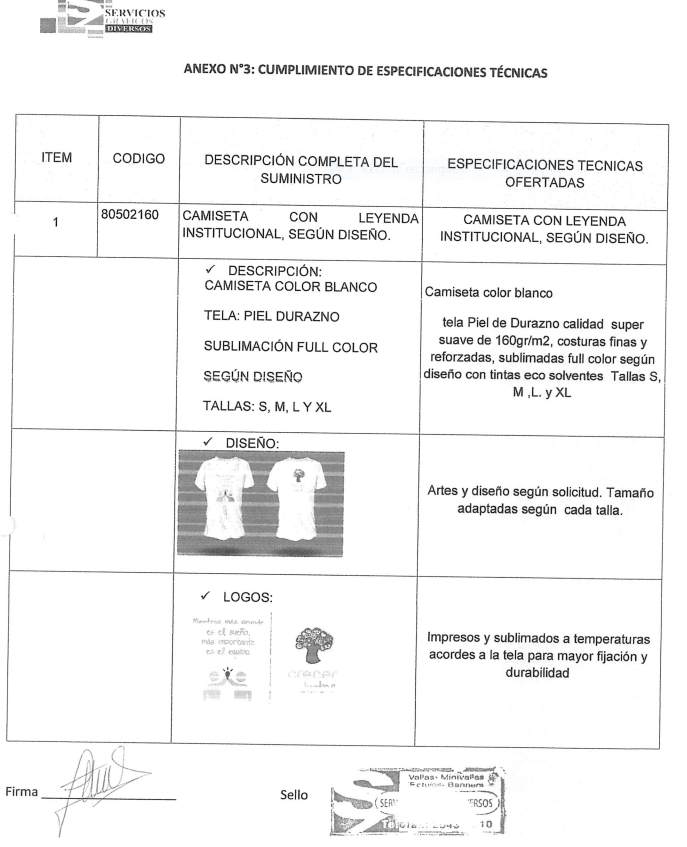 SERVICIOS
GRAFICOS
DIVERSOS
ANEXO N°3: CUMPLIMIENTO DE ESPECIFICACIONES TÉCNICAS
ITEM
CODIGO
DESCRIPCIÓN COMPLETA DEL
SUMINISTRO
ESPECIFICACIONES TECNICAS
OFERTADAS
1
80502160
CAMISETA CON LEYENDA
INSTITUCIONAL, SEGÚN DISEÑO.
CAMISETA CON LEYENDA
INSTITUCIONAL, SEGÚN DISEÑO.
✓ DESCRIPCIÓN:
CAMISETA COLOR BLANCO
TELA: PIEL DURAZNO
SUBLIMACIÓN FULL COLOR
SEGÚN DISEÑO
TALLAS: S, M, L Y XL
Camiseta color blanco
tela Piel de Durazno calidad super
suave de 160gr/m2, costuras finas y
reforzadas, sublimadas full color según
diseño con tintas eco solventes Tallas S,
M ,L. y XL
✓ DISEÑO:
Artes y diseño según solicitud. Tamaño
adaptadas según cada talla.
✓ LOGOS:
Mientras más grande
es el sueño,
más importante
es el equipo
crecer
Impresos y sublimados a temperaturas
acordes a la tela para mayor fijación y
durabilidad
Firma
Sello
Vallas- Minivallas
Rotulos- Banners